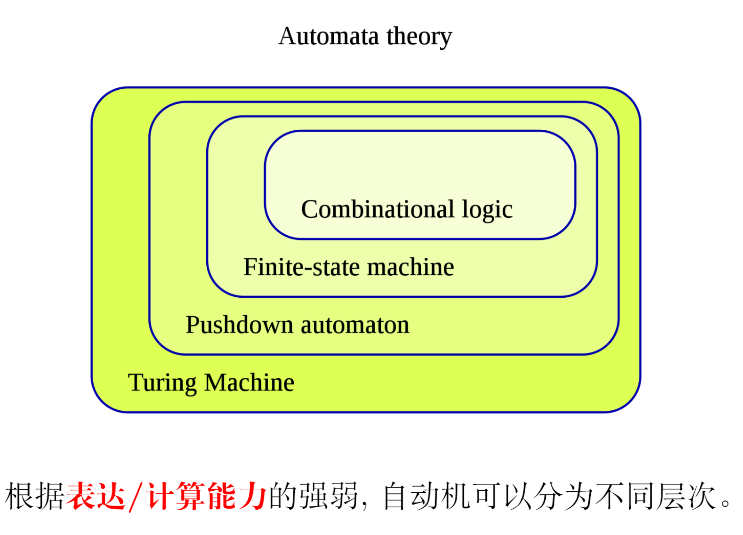 Automata theory
Combinational logic
Finite-state machine
Pushdown automaton
Turing Machine
根据表达/计算能力的强弱, 自动机可以分为不同层次。